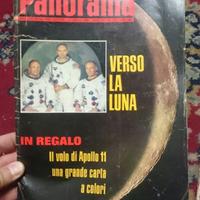 Panorama
VERSO
LA
LUNA
IN REGALO
Il volo di Apollo 11
una grande carta
a colori